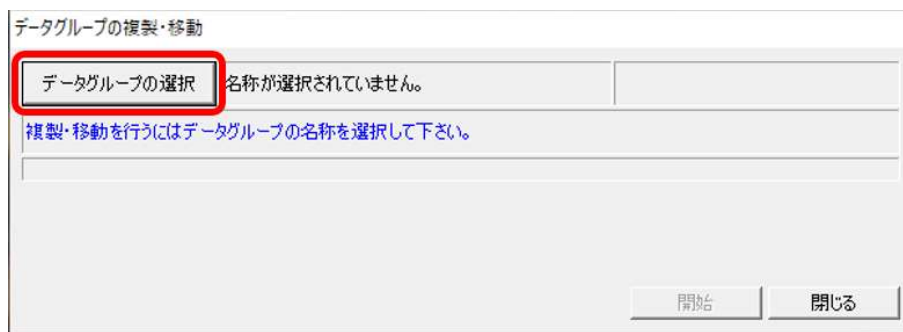 データグループの複製・移動
データグループの選択 名称が選択されていません。
複製・移動を行うにはデータグループの名称を選択して下さい。
開始 閉じる